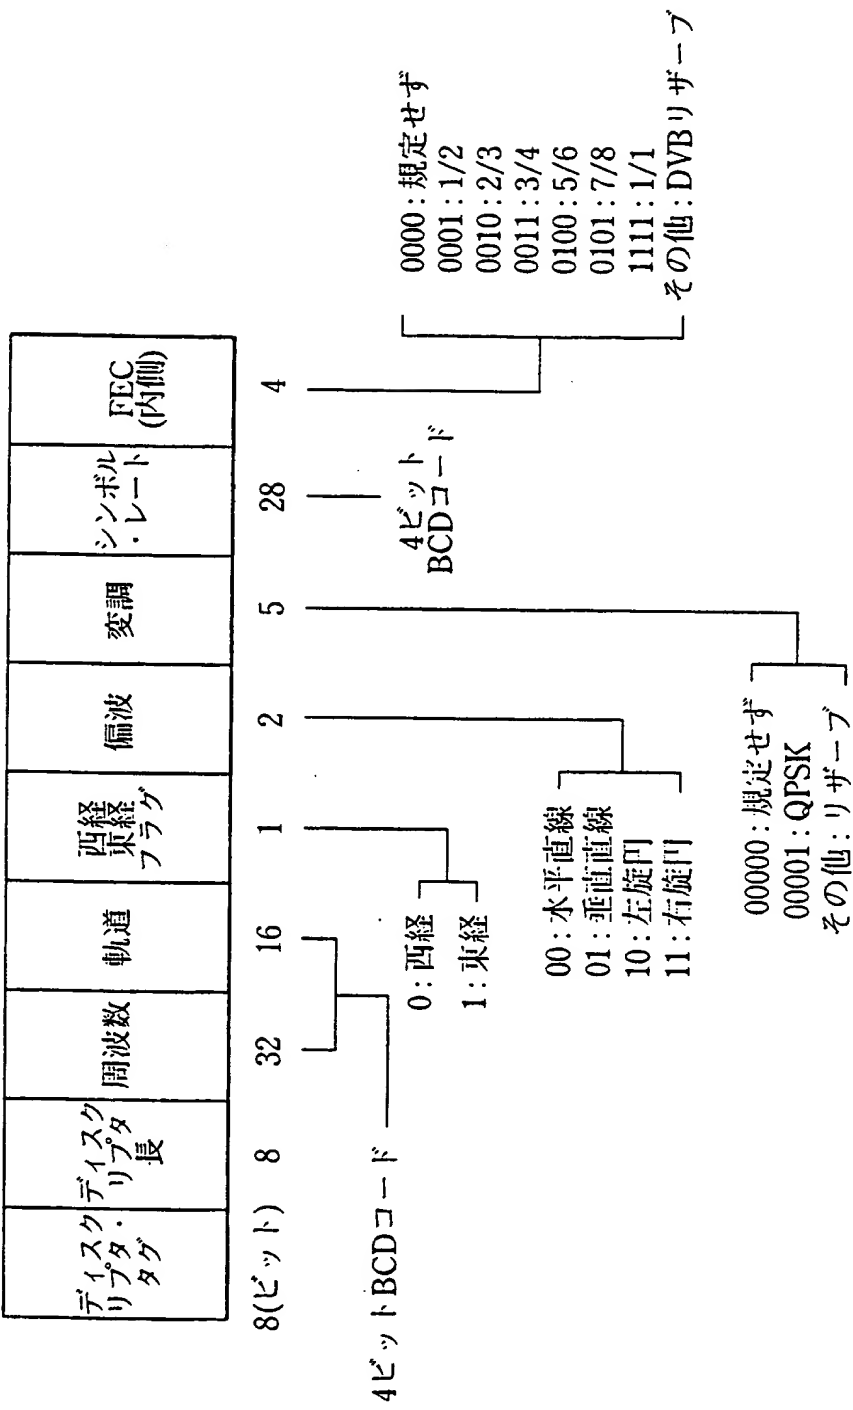 ディスク
リプタ・
タグ
ディスク
リプタ
長
周波数
軌道
西経
東経
フラグ
偏波
変調
シンボル
・レート
FEC
(内側)
8(ビット)
8
32
16
1
2
5
28
4
4ビットBCDコード
0:西経
1:東経
00:水平直線
01:垂直直線
10:左旋円
11:右旋円
00000:規定せず
00001:QPSK
その他:リザーブ
4ビット
BCDコード
0000:規定せず
0001:1/2
0010:2/3
0011:3/4
0100:5/6
0101:7/8
1111:1/1
その他:DVBリザーブ